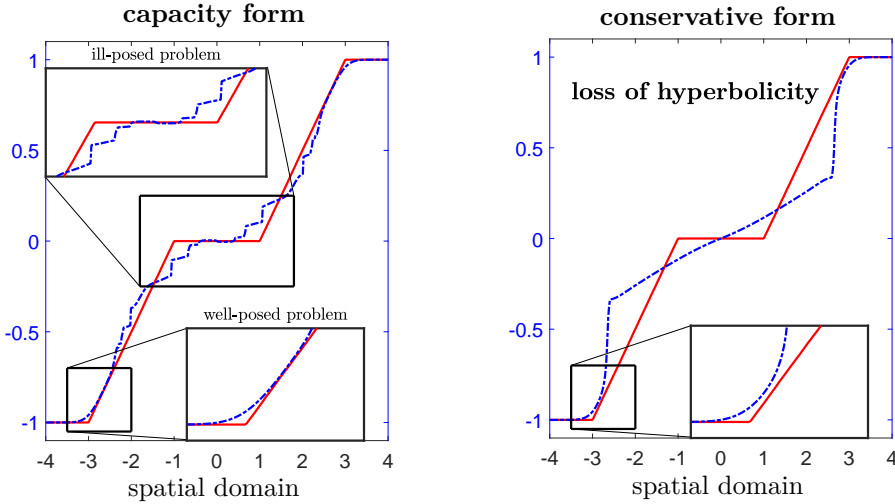 capacity form
ill-posed problem
1
0.5
0
-0.5
-1
well-posed problem
-4 -3 -2 -1 0 1 2 3 4
spatial domain
conservative form
loss of hyperbolicity
1
0.5
0
-0.5
-1
-4 -3 -2 -1 0 1 2 3 4
spatial domain